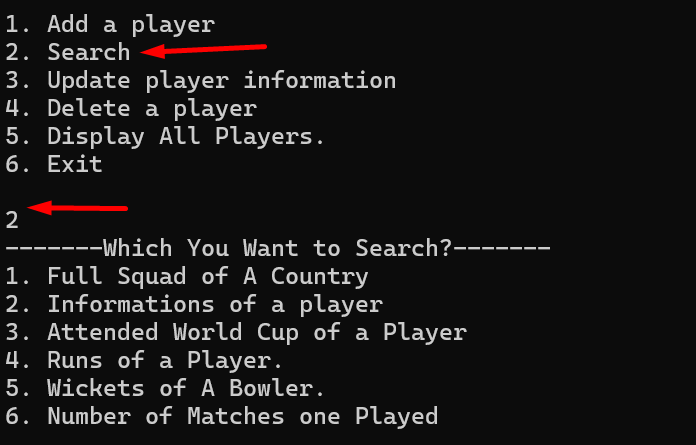 1. Add a player
2. Search
3. Update player information
4. Delete a player
5. Display All Players.
6. Exit
2
-------Which You Want to Search?-------
1. Full Squad of A Country
2. Informations of a player
3. Attended World Cup of a Player
4. Runs of a Player.
5. Wickets of A Bowler.
6. Number of Matches one Played